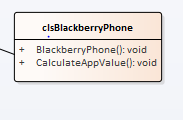 clsBlackberryPhone
+ BlackberryPhone(): void
+ CalculateAppValue(): void